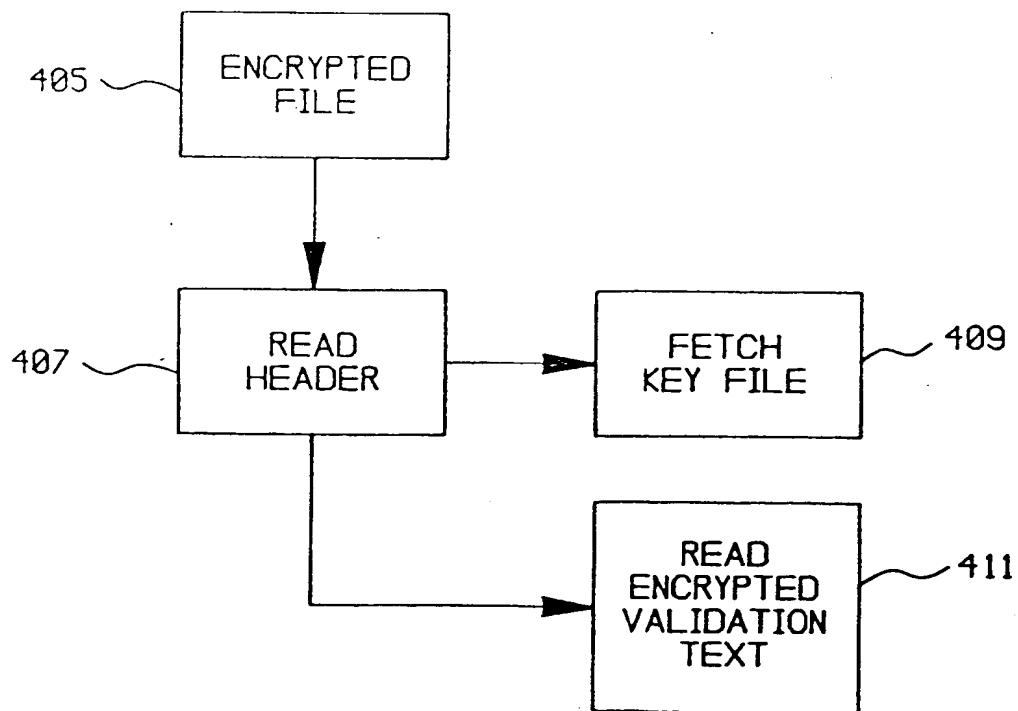 405
ENCRYPTED
FILE
407
READ
HEADER
FETCH
KEY FILE
409
READ
ENCRYPTED
VALIDATION
TEXT
411